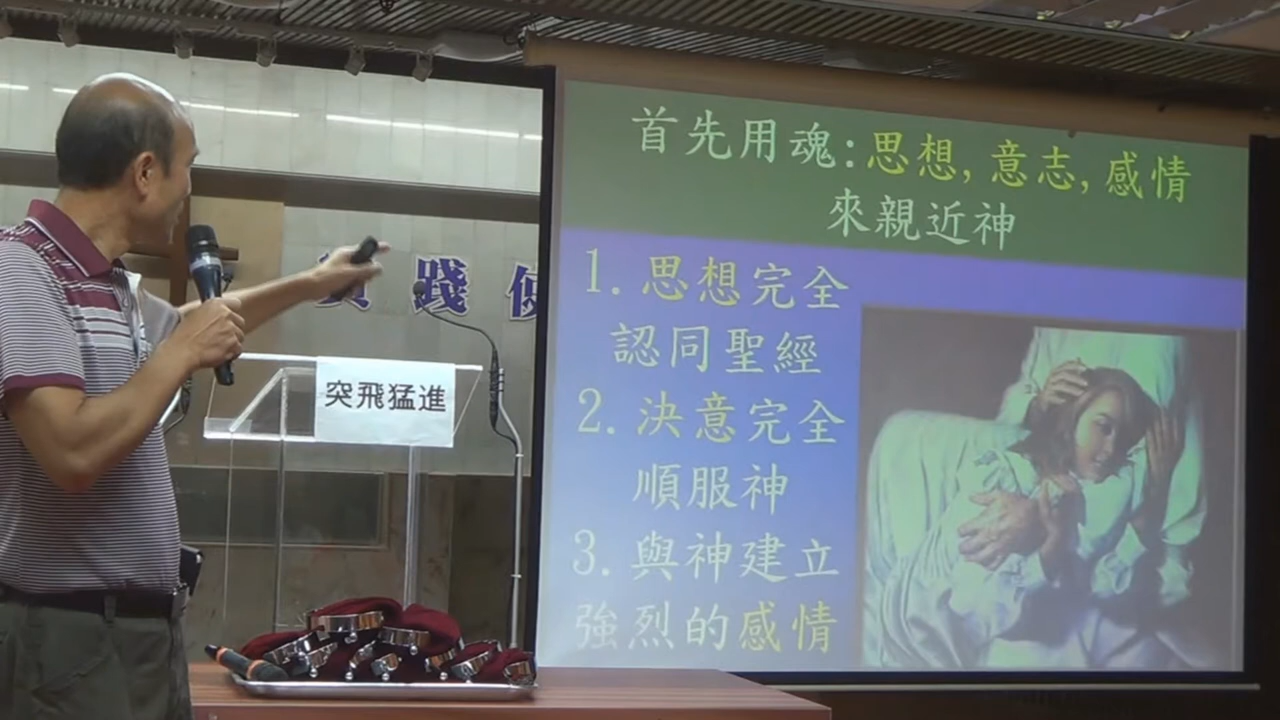 首先用魂:思想,意志,感情
來親近神
1.思想完全
認同聖經
2.決意完全
順服神
3.與神建立
強烈的感情
踐
突飛猛進